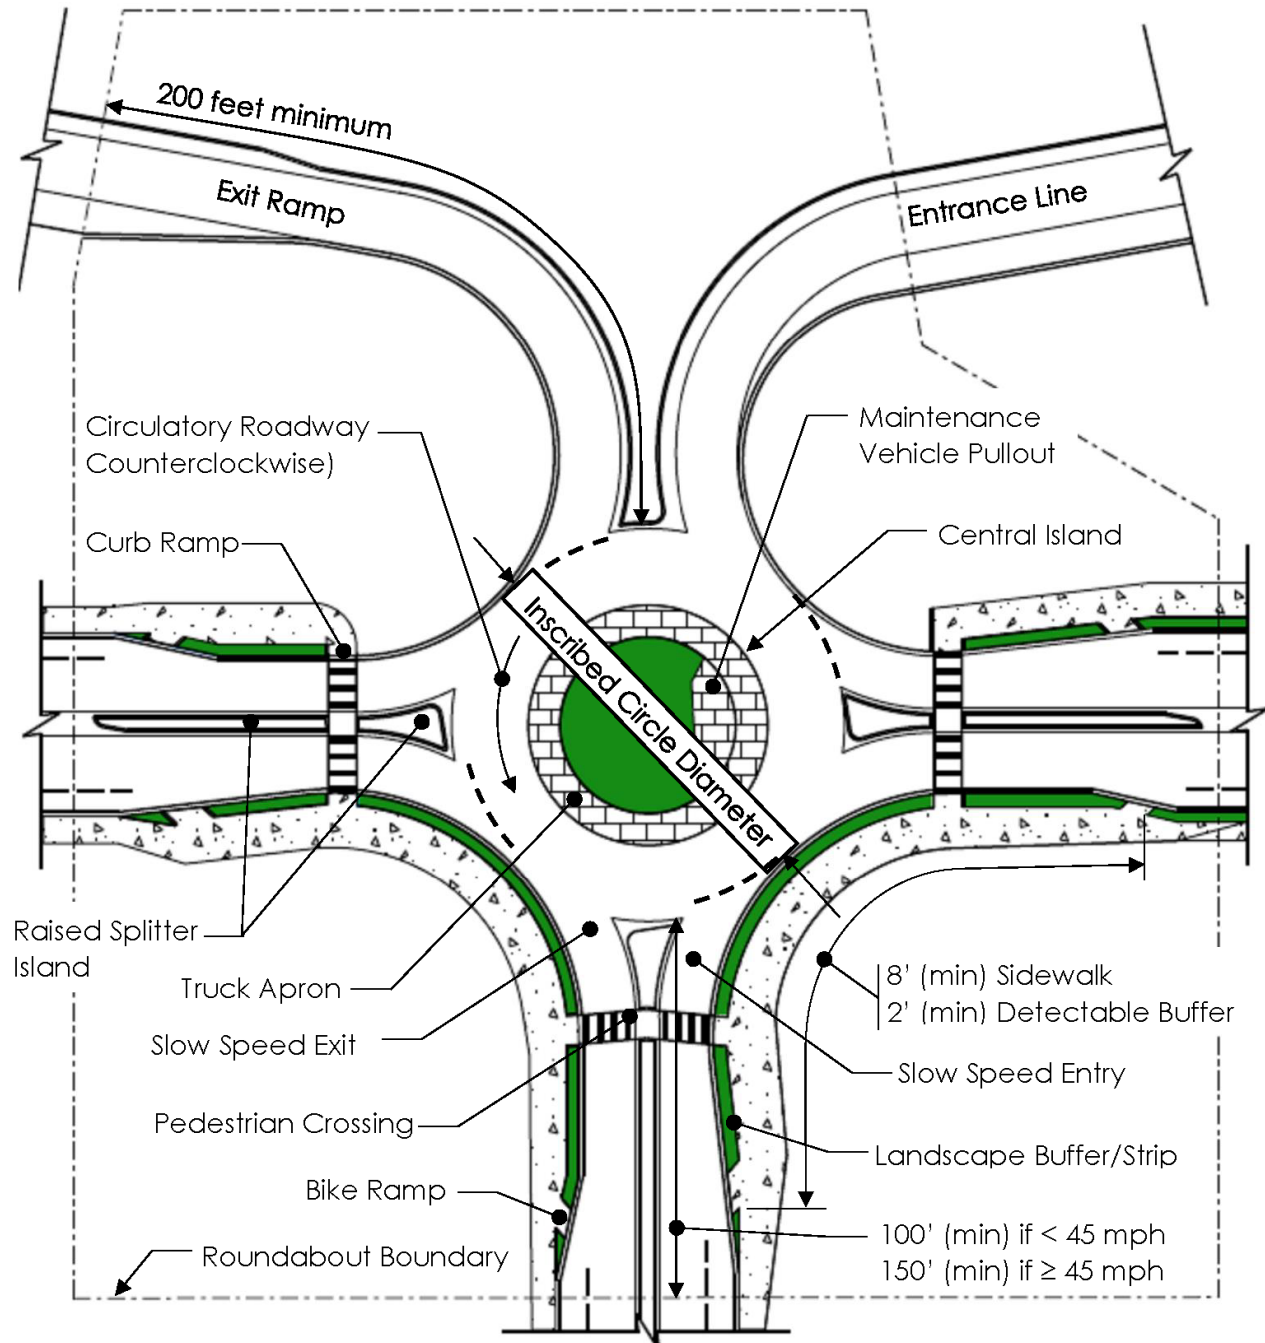 200 feet minimum
Exit Ramp
Entrance Line
Circulatory Roadway
Counterclockwise)
Maintenance
Vehicle Pullout
Curb Ramp
Central Island
Inscribed Circle Diameter
Raised Splitter
Island
Truck Apron
8' (min) Sidewalk
2' (min) Detectable Buffer
Slow Speed Exit
Slow Speed Entry
Pedestrian Crossing
Landscape Buffer/Strip
Bike Ramp
Roundabout Boundary
100' (min) if < 45 mph
150' (min) if ≥ 45 mph